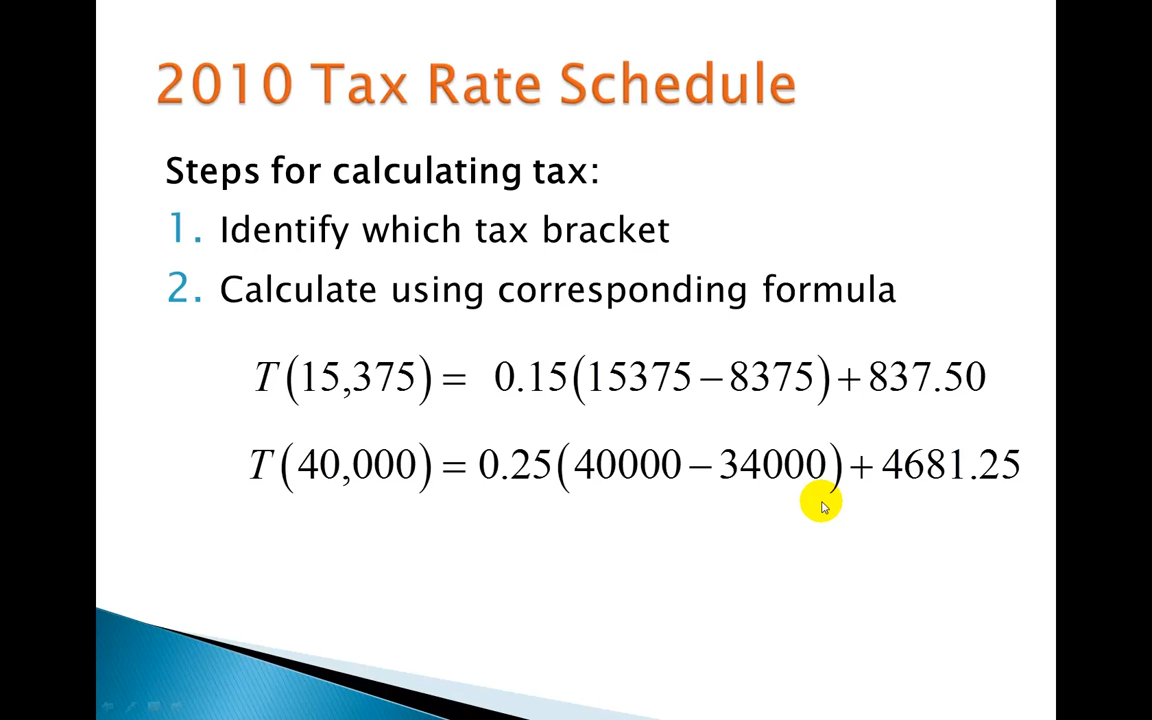 2010 Tax Rate Schedule
Steps for calculating tax:
1. Identify which tax bracket
2. Calculate using corresponding formula
T(15,375) = 0.15(15375 − 8375) + 837.50
T(40,000) = 0.25(40000 − 34000) + 4681.25